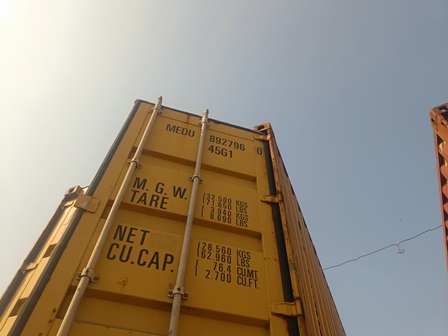 MEDU 892796 0
45G1
M.G.W. 32.500 KGS
71.650 LBS
TARE 3.940 KGS
8.690 LBS
NET 28.560 KGS
62.960 LBS
CU.CAP. 76.4 CU.MT.
2.700 CU.FT.